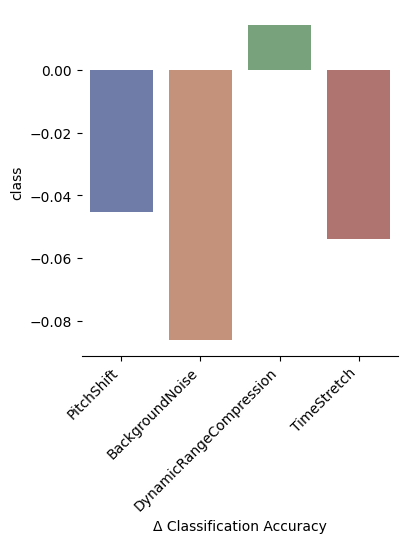 0.00
−0.02
−0.04
−0.06
−0.08
class
PitchShift
BackgroundNoise
DynamicRangeCompression
TimeStretch
Δ Classification Accuracy